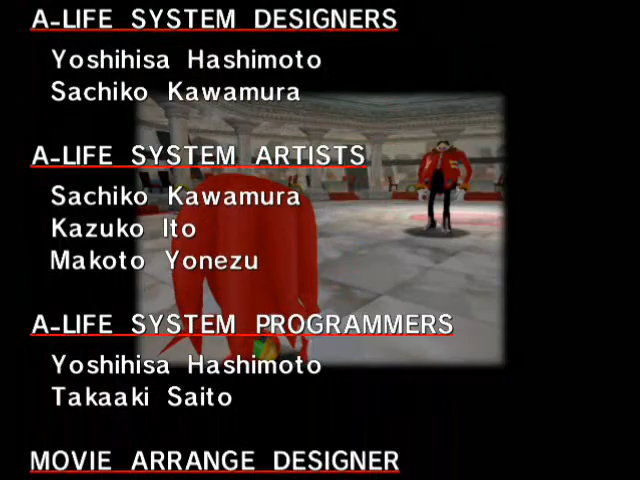 A-LIFE SYSTEM DESIGNERS
Yoshihisa Hashimoto
Sachiko Kawamura
A-LIFE SYSTEM ARTISTS
Sachiko Kawamura
Kazuko Ito
Makoto Yonezu
A-LIFE SYSTEM PROGRAMMERS
Yoshihisa Hashimoto
Takaaki Saito
MOVIE ARRANGE DESIGNER